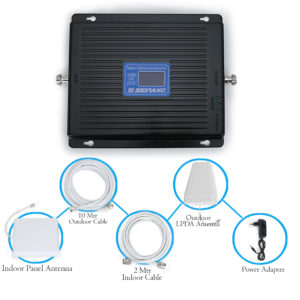 SIGNAXO
10 Mtr
Outdoor Cable
Outdoor
LPDA Antenna
2 Mtr
Indoor Cable
Indoor Panel Antenna
Power Adapter